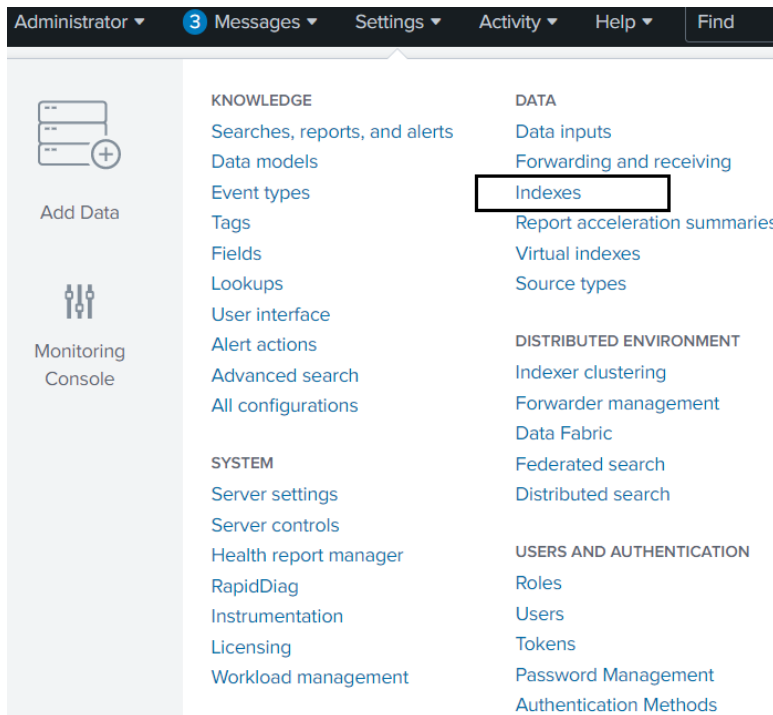 Administrator ▾ 3 Messages ▾ Settings ▾ Activity ▾ Help ▾ Find
Add Data
Monitoring
Console
KNOWLEDGE
Searches, reports, and alerts
Data models
Event types
Tags
Fields
Lookups
User interface
Alert actions
Advanced search
All configurations
SYSTEM
Server settings
Server controls
Health report manager
RapidDiag
Instrumentation
Licensing
Workload management
DATA
Data inputs
Forwarding and receiving
Indexes
Report acceleration summaries
Virtual indexes
Source types
DISTRIBUTED ENVIRONMENT
Indexer clustering
Forwarder management
Data Fabric
Federated search
Distributed search
USERS AND AUTHENTICATION
Roles
Users
Tokens
Password Management
Authentication Methods